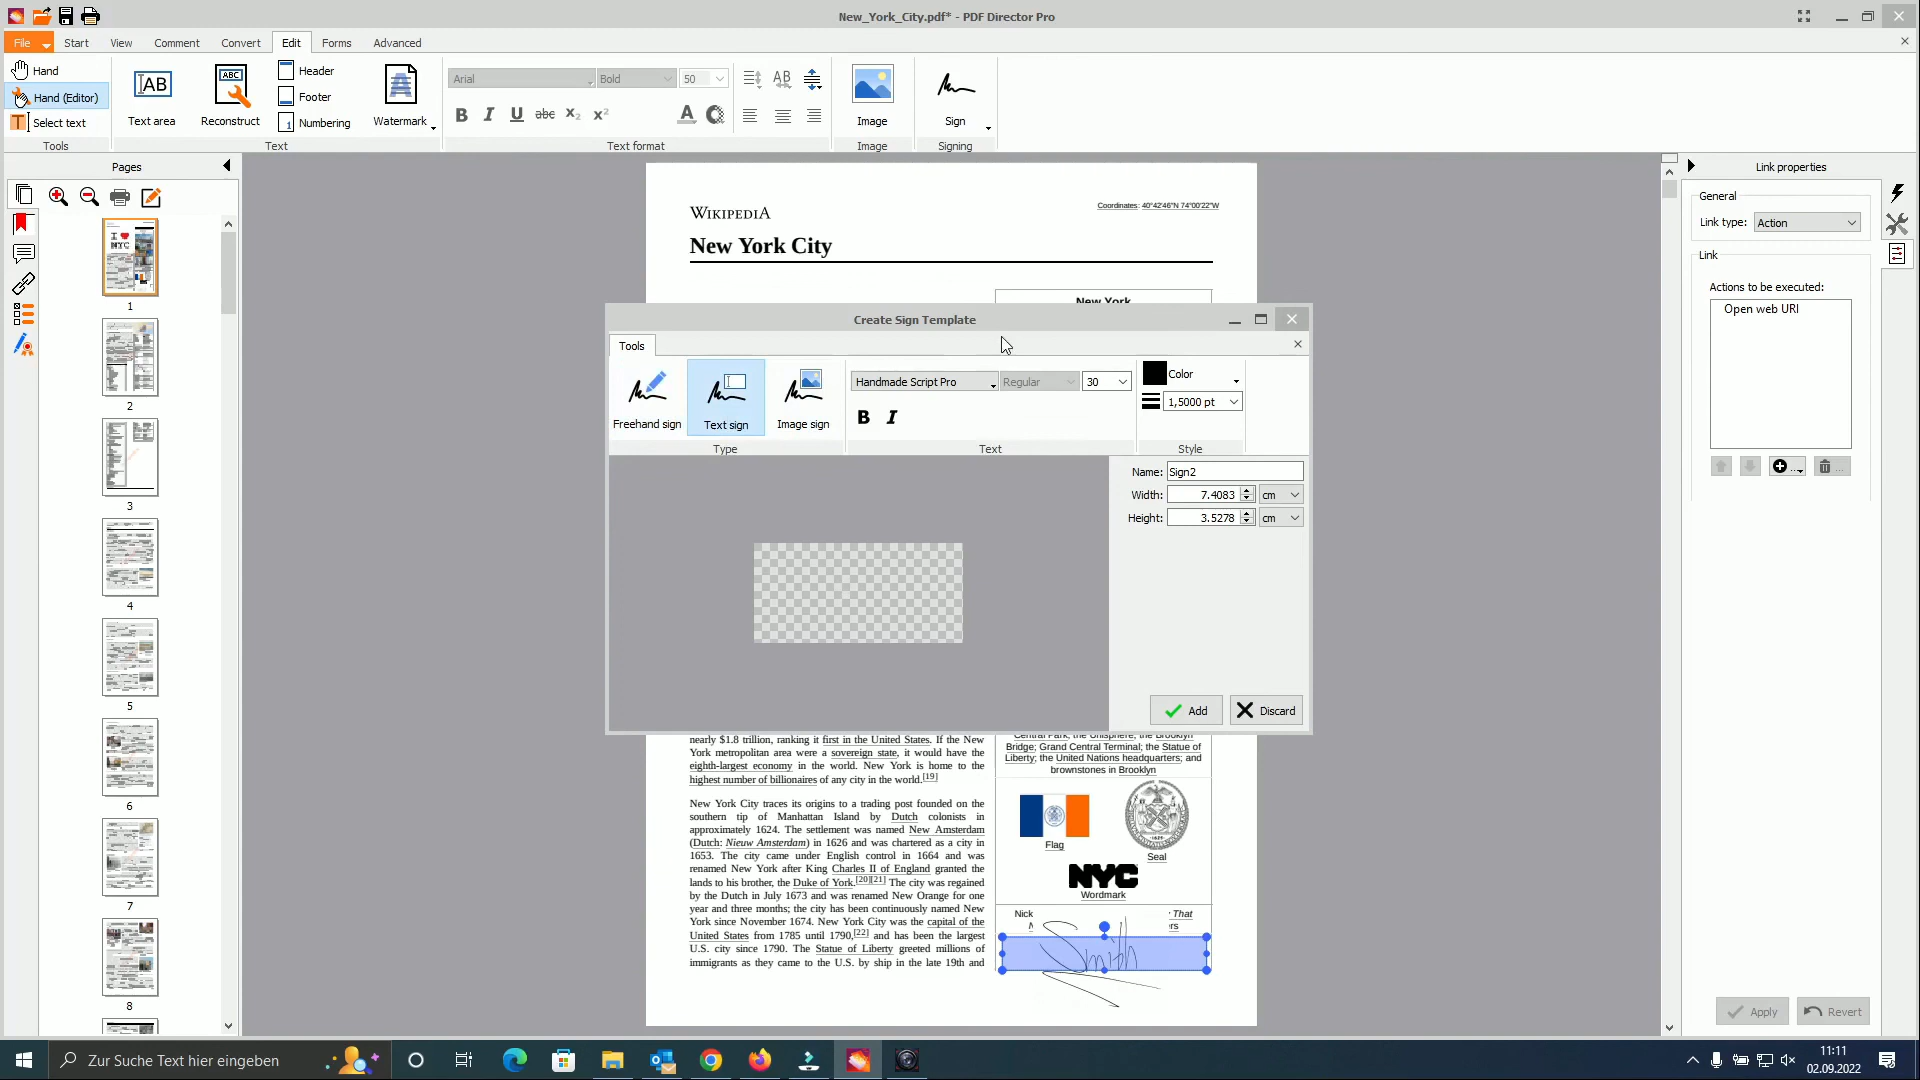 New_York_City.pdf* - PDF Director Pro
File Start View Comment Convert Edit Forms Advanced
Hand
Hand (Editor)
Select text
Tools
Text area
Reconstruct
Header
Footer
Numbering
Watermark
Text
Arial Bold 50
Text format
Image
Image
Sign
Signing
Pages
1
2
3
4
5
6
7
8
WIKIPEDIA
Coordinates: 40°42′46″N 74°00′22″W
New York City
New York
Create Sign Template
Tools
Freehand sign
Text sign
Image sign
Type
Handmade Script Pro Regular 30
B I
Text
Color
1,5000 pt
Style
Name: Sign2
Width: 7.4083 cm
Height: 3.5278 cm
Add Discard
nearly $1.8 trillion, ranking it first in the United States. If the New
York metropolitan area were a sovereign state, it would have the
eighth-largest economy in the world. New York is home to the
highest number of billionaires of any city in the world.[19]
New York City traces its origins to a trading post founded on the
southern tip of Manhattan Island by Dutch colonists in
approximately 1624. The settlement was named New Amsterdam
(Dutch: Nieuw Amsterdam) in 1626 and was chartered as a city in
1653. The city came under English control in 1664 and was
renamed New York after King Charles II of England granted the
lands to his brother, the Duke of York.[20][21] The city was regained
by the Dutch in July 1673 and was renamed New Orange for one
year and three months; the city has been continuously named New
York since November 1674. New York City was the capital of the
United States from 1785 until 1790,[22] and has been the largest
U.S. city since 1790. The Statue of Liberty greeted millions of
immigrants as they came to the U.S. by ship in the late 19th and
Central Park; the Unisphere; the Brooklyn
Bridge; Grand Central Terminal; the Statue of
Liberty; the United Nations headquarters; and
brownstones in Brooklyn
Flag
Seal
NYC
Wordmark
Nick
That
Smith
Link properties
General
Link type: Action
Link
Actions to be executed:
Open web URI
Apply Revert
Zur Suche Text hier eingeben
11:11
02.09.2022